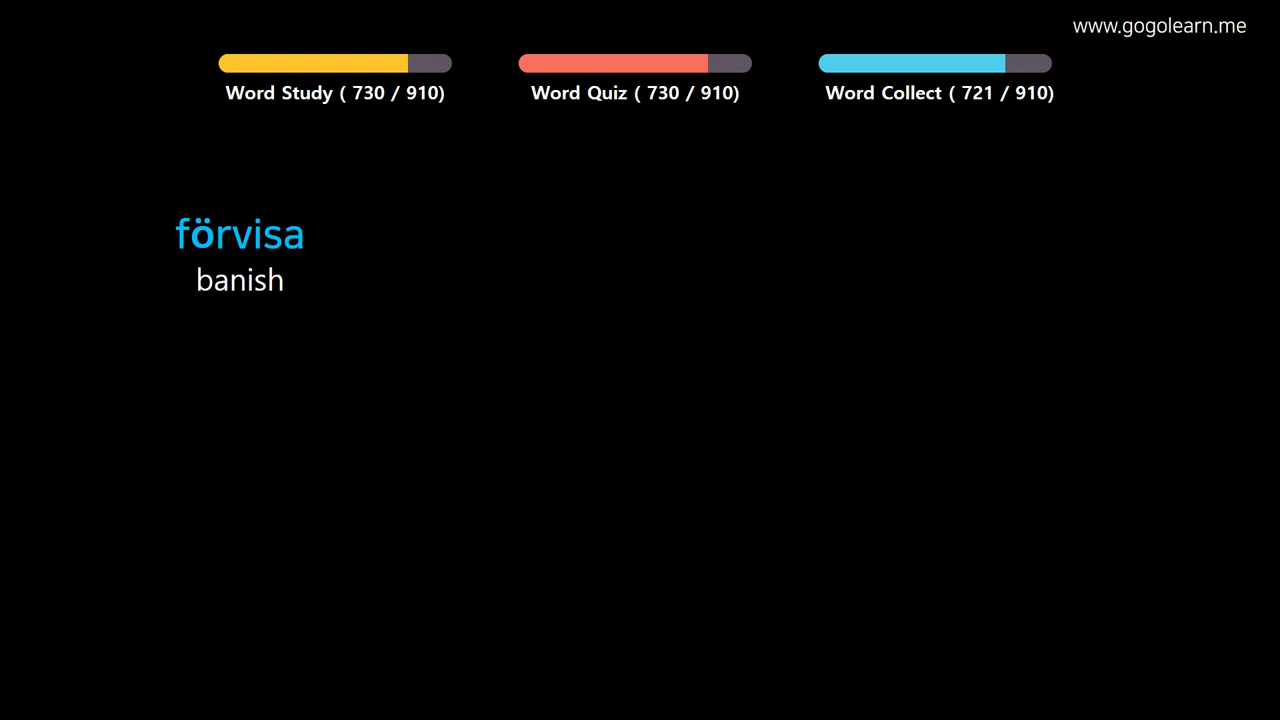 www.gogolearn.me
Word Study ( 730 / 910)
Word Quiz ( 730 / 910)
Word Collect ( 721 / 910)
förvisa
banish